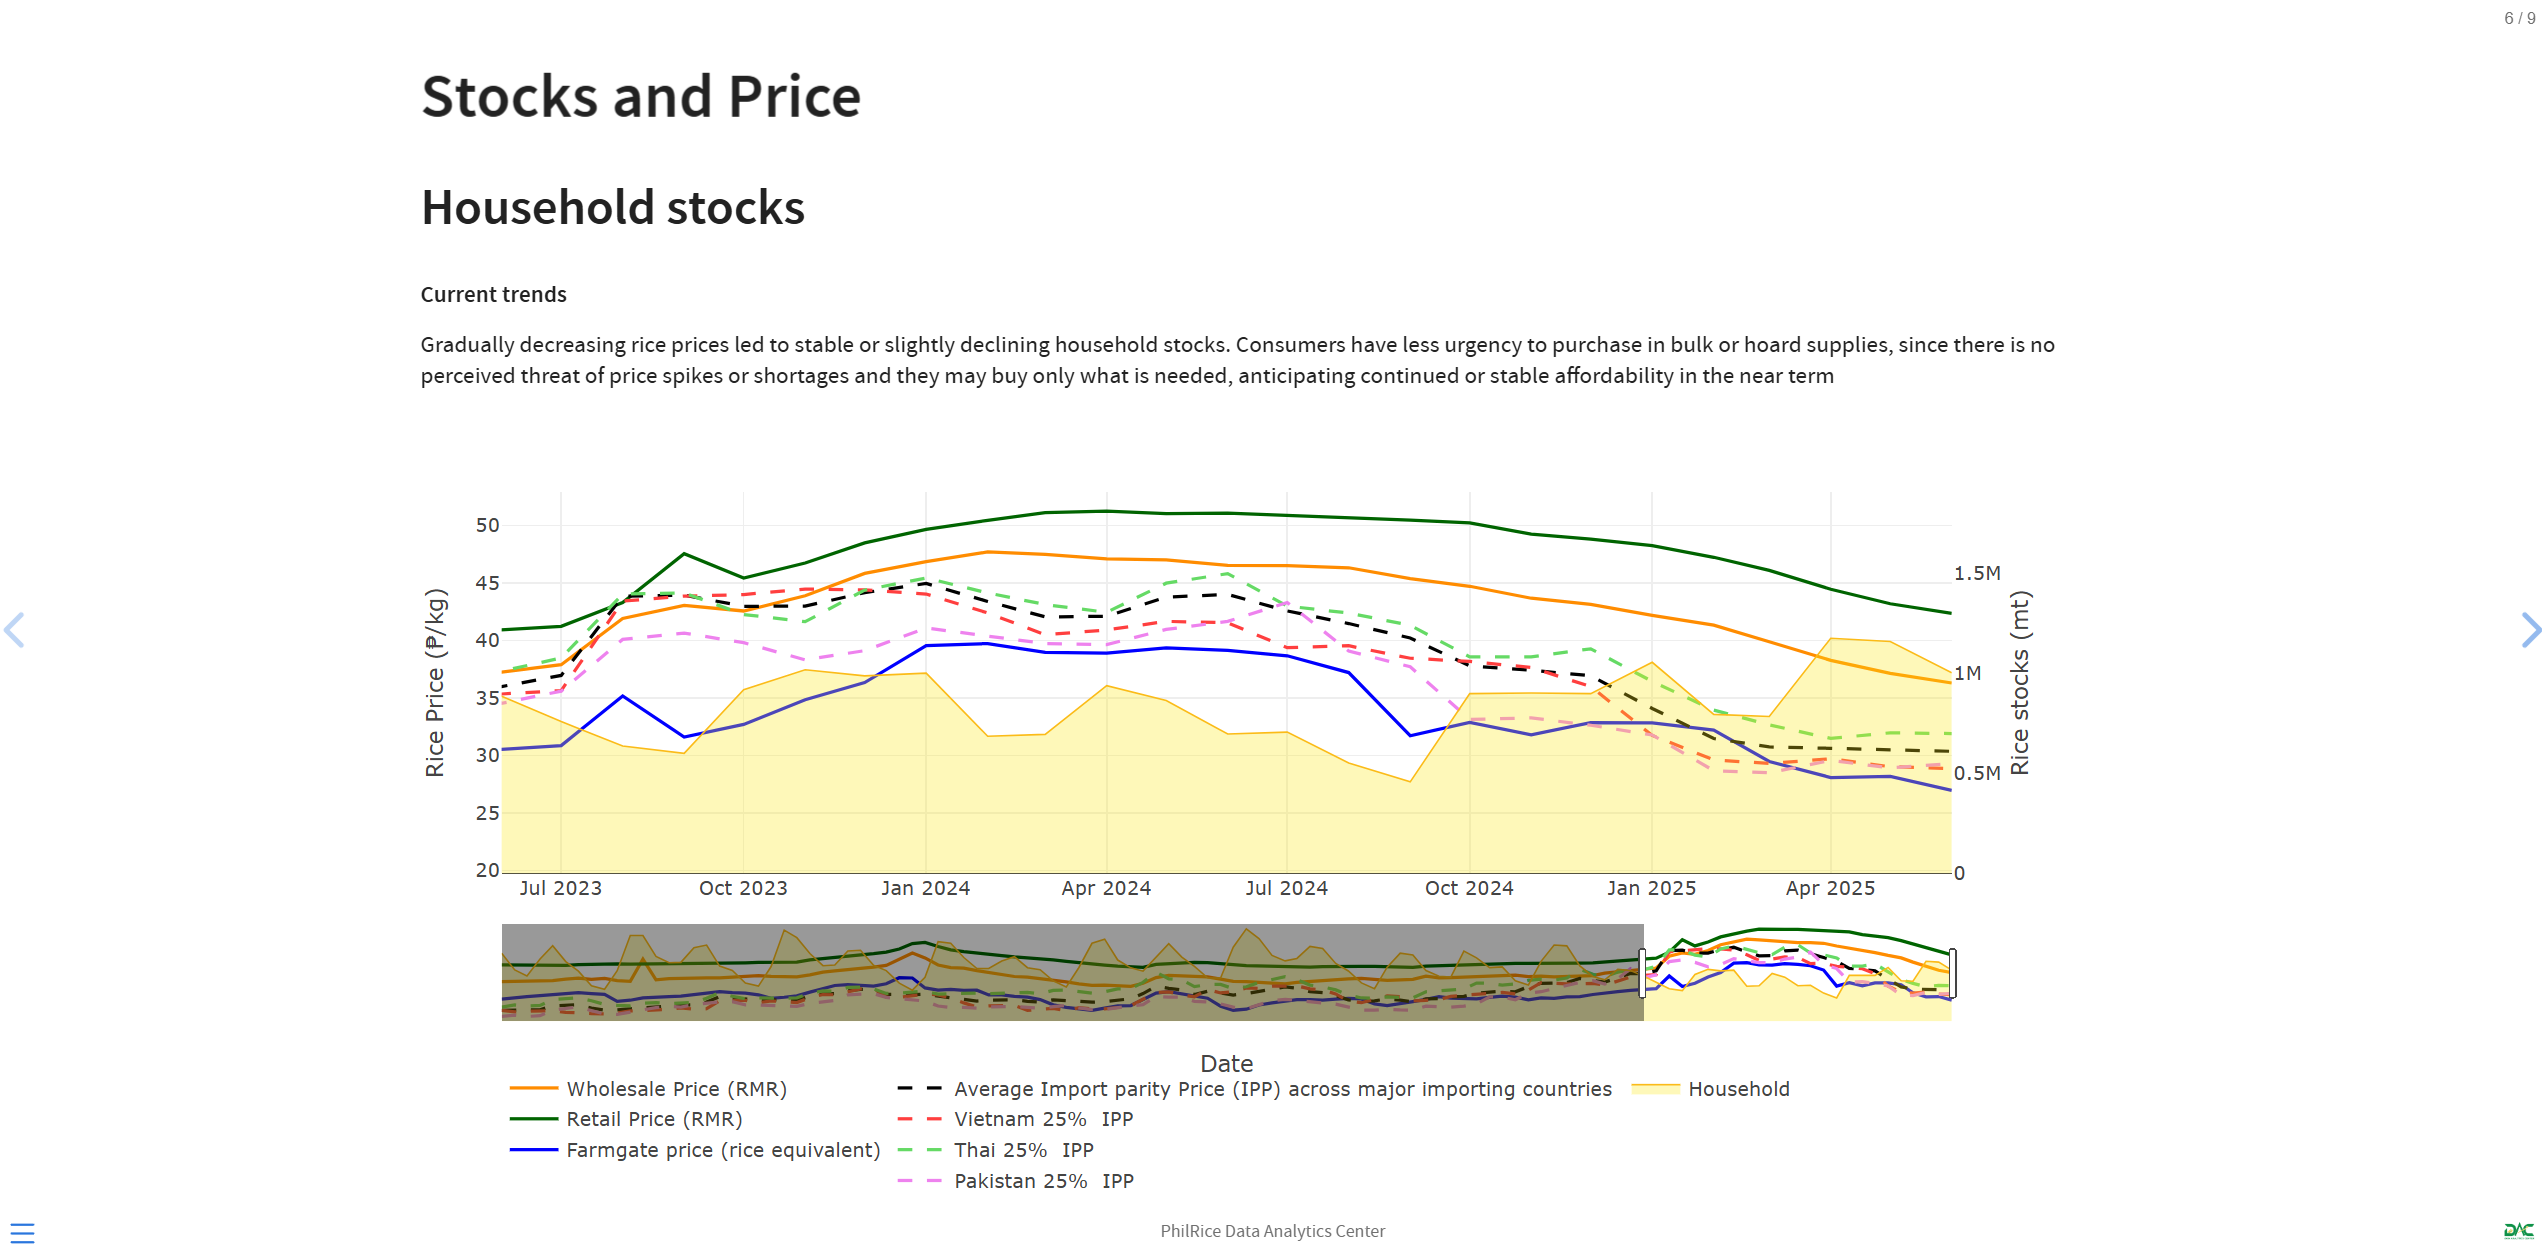 6 / 9
Stocks and Price
Household stocks
Current trends
Gradually decreasing rice prices led to stable or slightly declining household stocks. Consumers have less urgency to purchase in bulk or hoard supplies, since there is no
perceived threat of price spikes or shortages and they may buy only what is needed, anticipating continued or stable affordability in the near term
Rice Price (₱/kg)
50
45
40
35
30
25
20
Rice stocks (mt)
1.5M
1M
0.5M
0
Jul 2023
Oct 2023
Jan 2024
Apr 2024
Jul 2024
Oct 2024
Jan 2025
Apr 2025
Date
Wholesale Price (RMR)
Retail Price (RMR)
Farmgate price (rice equivalent)
Average Import parity Price (IPP) across major importing countries
Vietnam 25% IPP
Thai 25% IPP
Pakistan 25% IPP
Household
PhilRice Data Analytics Center
DAC